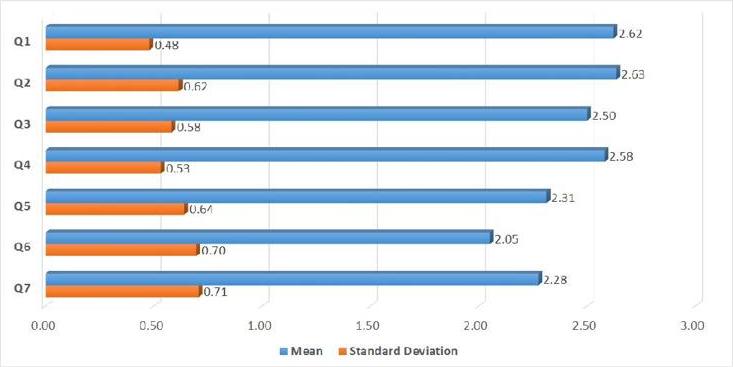 Q1
2.62
0.48
Q2
2.63
0.62
Q3
2.50
0.58
Q4
2.58
0.53
Q5
2.31
0.64
Q6
2.05
0.70
Q7
2.28
0.71
0.00 0.50 1.00 1.50 2.00 2.50 3.00
Mean Standard Deviation